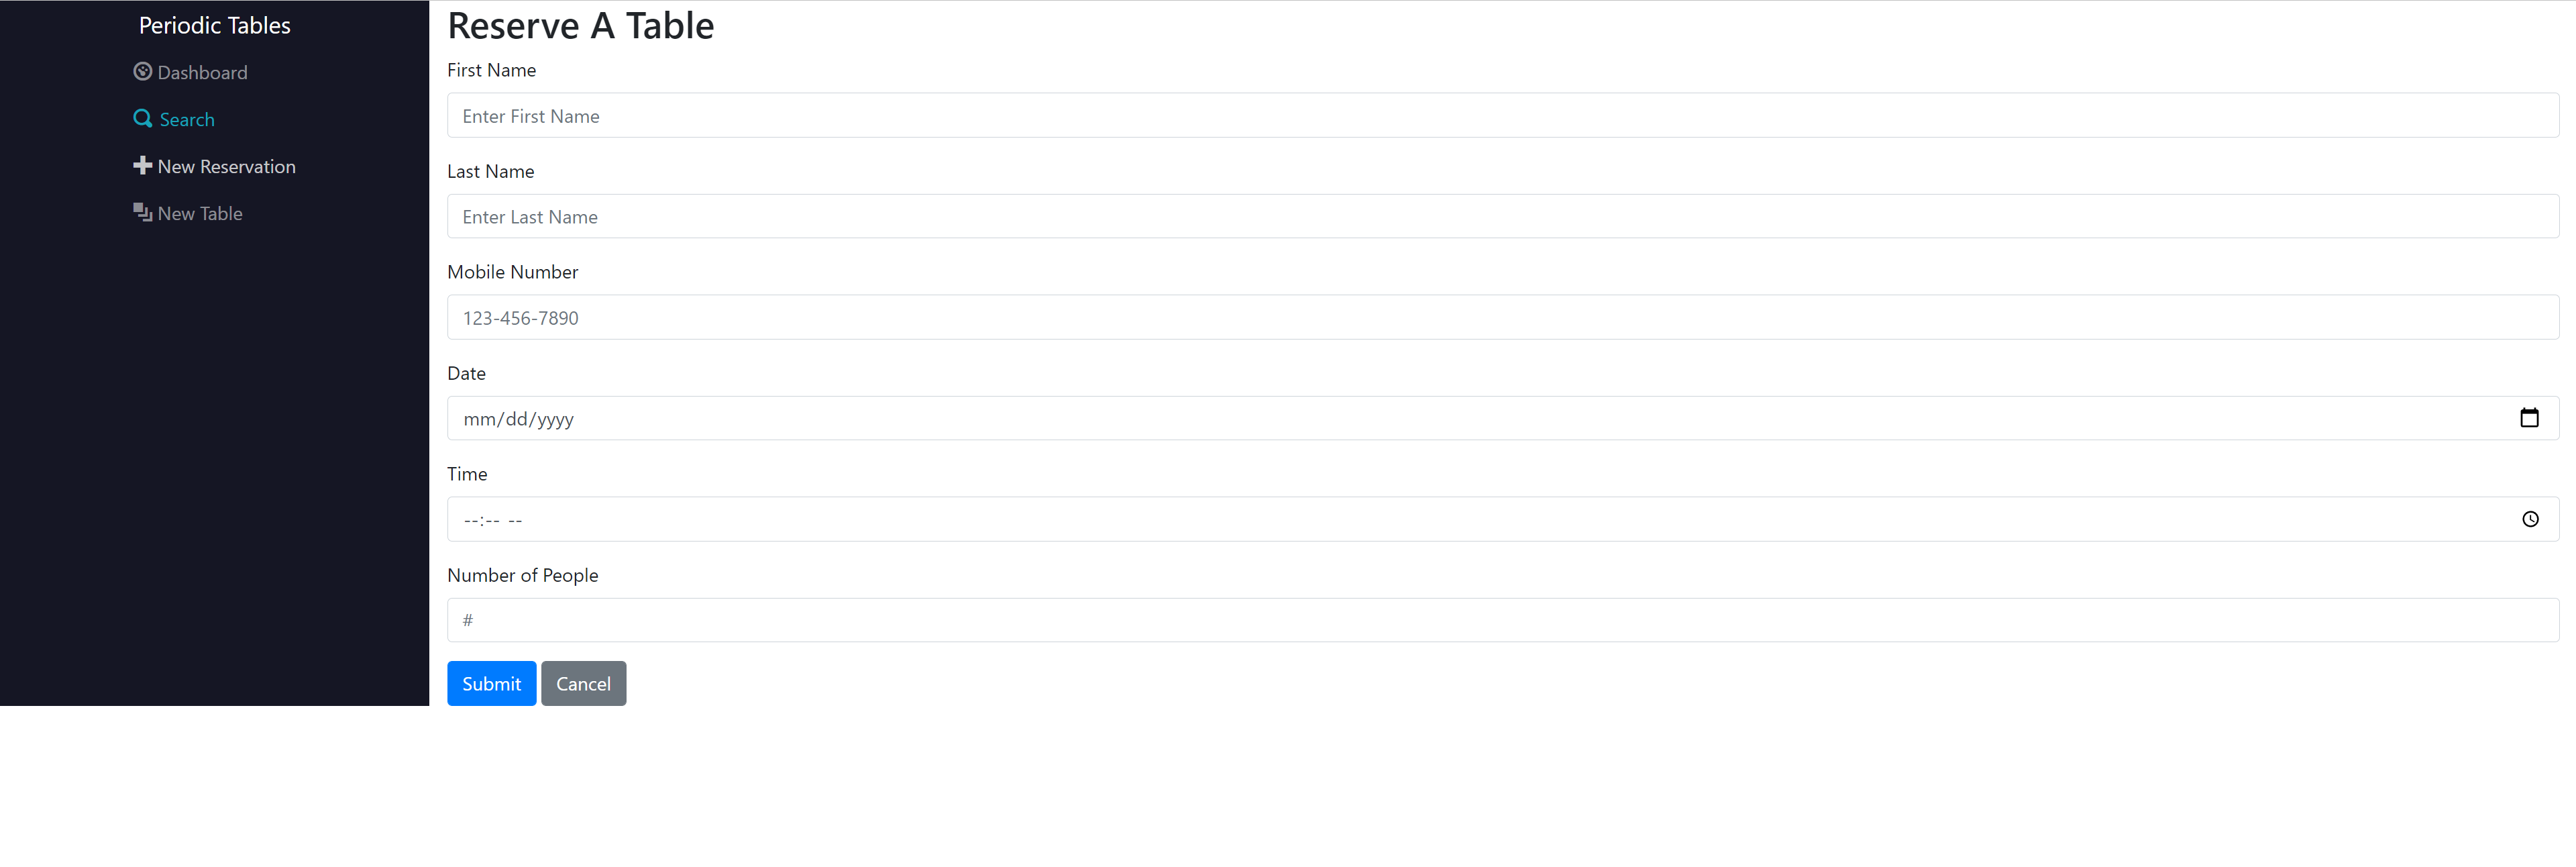 Periodic Tables
Dashboard
Search
New Reservation
New Table
Reserve A Table
First Name
Enter First Name
Last Name
Enter Last Name
Mobile Number
123-456-7890
Date
mm/dd/yyyy
Time
--:-- --
Number of People
#
Submit Cancel